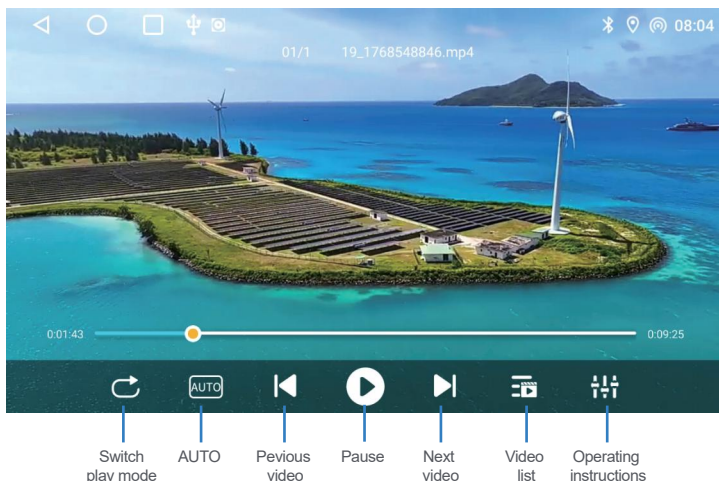 08:04
01/1 19_1768548846.mp4
0:01:43 0:09:25
AUTO
Switch
play mode
AUTO
Pevious
video
Pause
Next
video
Video
list
Operating
instructions